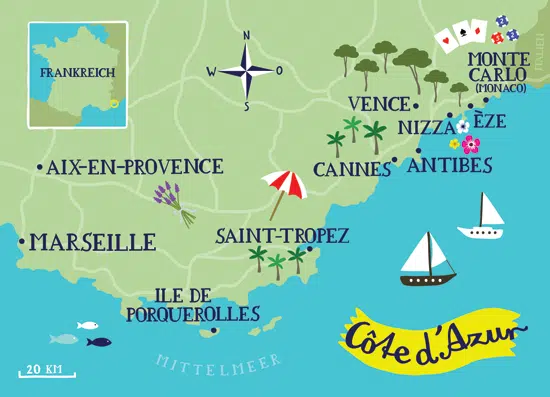 FRANKREICH
N
W
O
S
MONTE
CARLO
(MONACO)
ITALIEN
VENCE
NIZZA
ÈZE
CANNES
ANTIBES
AIX-EN-PROVENCE
MARSEILLE
SAINT-TROPEZ
ILE DE
PORQUEROLLES
Côte d'Azur
MITTELMEER
20 KM